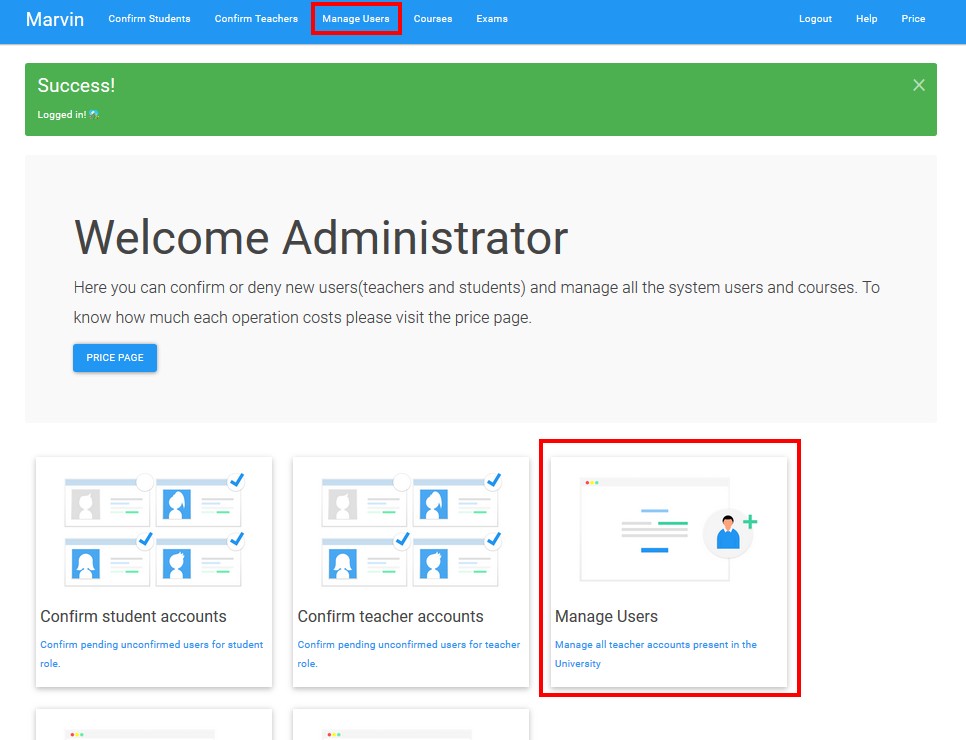 Marvin Confirm Students Confirm Teachers Manage Users Courses Exams Logout Help Price
Success!
Logged in!
Welcome Administrator
Here you can confirm or deny new users(teachers and students) and manage all the system users and courses. To
know how much each operation costs please visit the price page.
PRICE PAGE
Confirm student accounts
Confirm pending unconfirmed users for student
role.
Confirm teacher accounts
Confirm pending unconfirmed users for teacher
role.
Manage Users
Manage all teacher accounts present in the
University